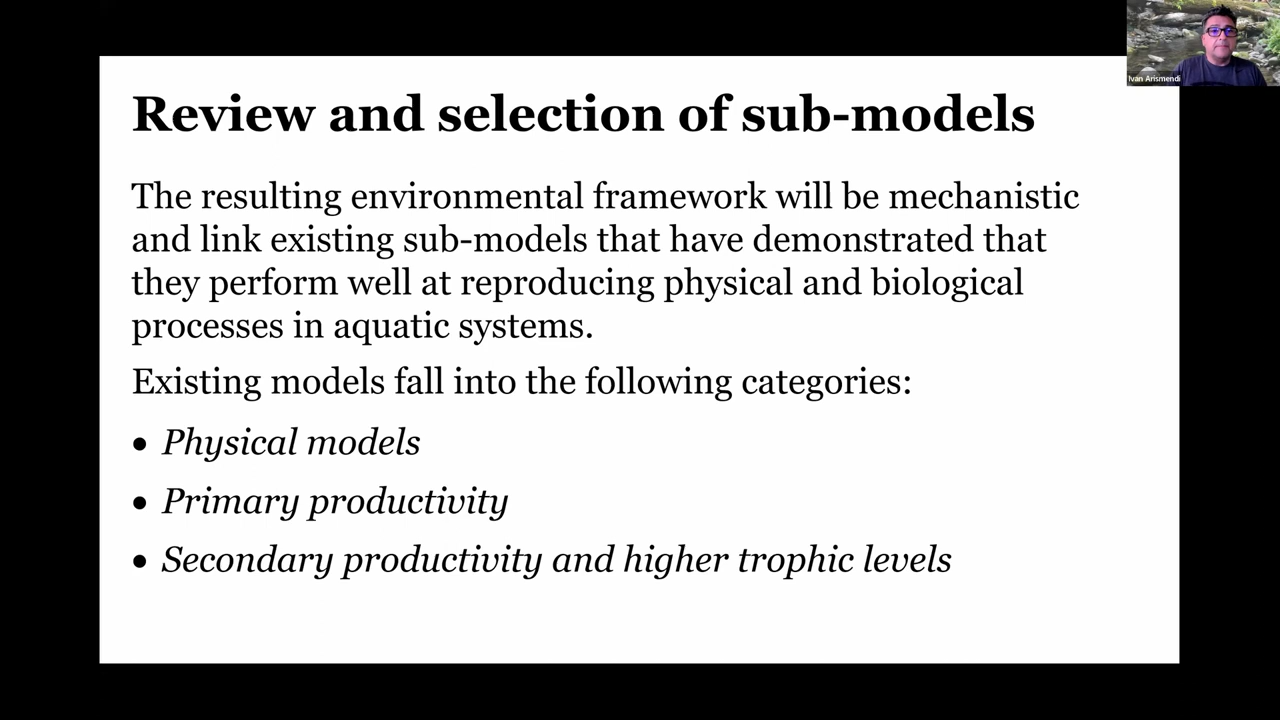 Review and selection of sub-models
Ivan Arismendi
The resulting environmental framework will be mechanistic
and link existing sub-models that have demonstrated that
they perform well at reproducing physical and biological
processes in aquatic systems.
Existing models fall into the following categories:
• Physical models
• Primary productivity
• Secondary productivity and higher trophic levels